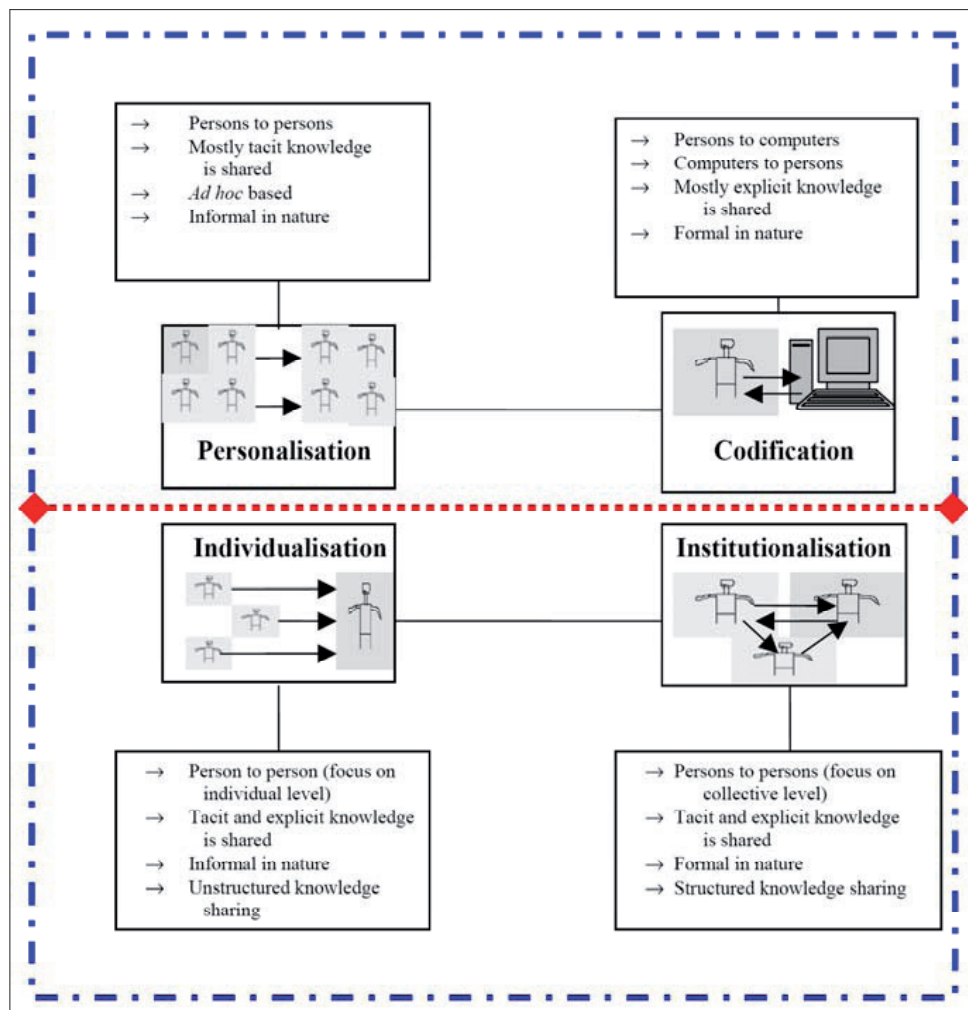 → Persons to persons
→ Mostly tacit knowledge
is shared
→ Ad hoc based
→ Informal in nature
→ Persons to computers
→ Computers to persons
→ Mostly explicit knowledge
is shared
→ Formal in nature
Personalisation
Codification
Individualisation
Institutionalisation
→ Person to person (focus on
individual level)
→ Tacit and explicit knowledge
is shared
→ Informal in nature
→ Unstructured knowledge
sharing
→ Persons to persons (focus on
collective level)
→ Tacit and explicit knowledge
is shared
→ Formal in nature
→ Structured knowledge sharing